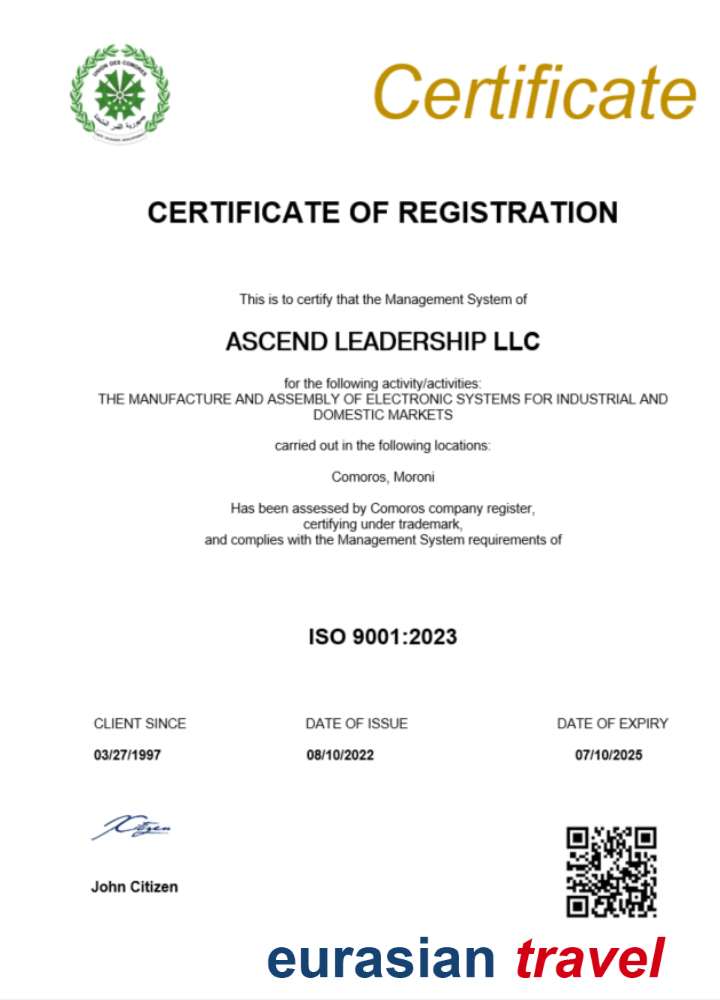 UNION DES COMORES
Certificate
CERTIFICATE OF REGISTRATION
This is to certify that the Management System of
ASCEND LEADERSHIP LLC
for the following activity/activities:
THE MANUFACTURE AND ASSEMBLY OF ELECTRONIC SYSTEMS FOR INDUSTRIAL AND
DOMESTIC MARKETS
carried out in the following locations:
Comoros, Moroni
Has been assessed by Comoros company register,
certifying under trademark,
and complies with the Management System requirements of
ISO 9001:2023
CLIENT SINCE DATE OF ISSUE DATE OF EXPIRY
03/27/1997 08/10/2022 07/10/2025
John Citizen
eurasian travel